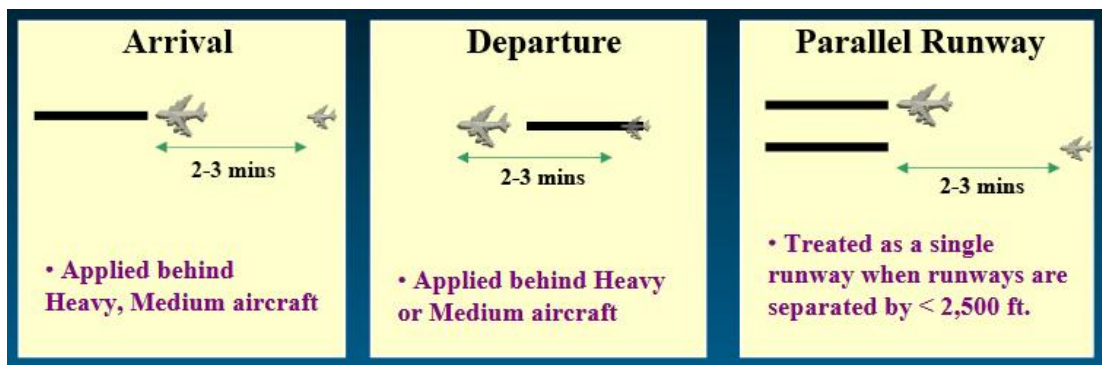 Arrival
2-3 mins
• Applied behind
Heavy, Medium aircraft
Departure
2-3 mins
• Applied behind Heavy
or Medium aircraft
Parallel Runway
2-3 mins
• Treated as a single
runway when runways are
separated by < 2,500 ft.